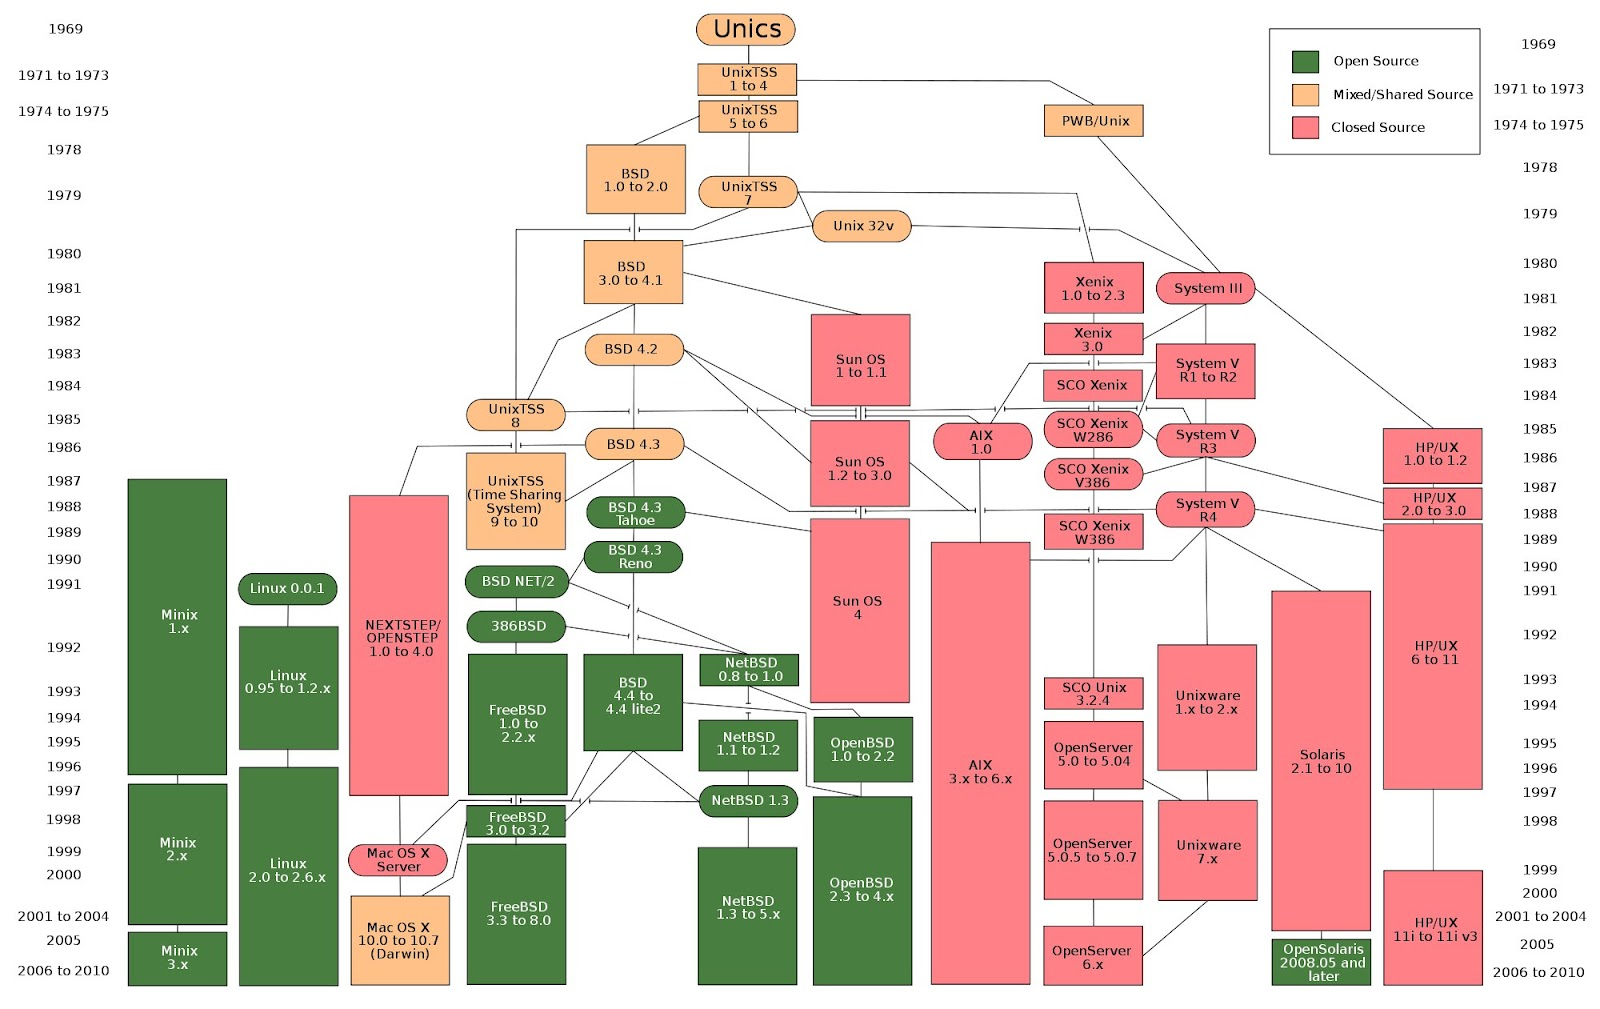 Unics
UnixTSS
1 to 4
UnixTSS
5 to 6
PWB/Unix
BSD
1.0 to 2.0
UnixTSS
7
Unix 32v
BSD
3.0 to 4.1
Xenix
1.0 to 2.3
System III
Sun OS
1 to 1.1
Xenix
3.0
BSD 4.2
System V
R1 to R2
SCO Xenix
UnixTSS
8
SCO Xenix
W286
AIX
1.0
System V
R3
BSD 4.3
HP/UX
1.0 to 1.2
Sun OS
1.2 to 3.0
SCO Xenix
V386
UnixTSS
(Time Sharing
System)
9 to 10
HP/UX
2.0 to 3.0
BSD 4.3
Tahoe
System V
R4
SCO Xenix
W386
BSD 4.3
Reno
BSD NET/2
Linux 0.0.1
Minix
1.x
Sun OS
4
386BSD
NEXTSTEP/
OPENSTEP
1.0 to 4.0
HP/UX
6 to 11
NetBSD
0.8 to 1.0
Linux
0.95 to 1.2.x
BSD
4.4 to
4.4 lite2
SCO Unix
3.2.4
Unixware
1.x to 2.x
FreeBSD
1.0 to
2.2.x
NetBSD
1.1 to 1.2
OpenBSD
1.0 to 2.2
OpenServer
5.0 to 5.04
Solaris
2.1 to 10
AIX
3.x to 6.x
NetBSD 1.3
FreeBSD
3.0 to 3.2
Minix
2.x
OpenServer
5.0.5 to 5.0.7
Unixware
7.x
Mac OS X
Server
Linux
2.0 to 2.6.x
OpenBSD
2.3 to 4.x
NetBSD
1.3 to 5.x
FreeBSD
3.3 to 8.0
Mac OS X
10.0 to 10.7
(Darwin)
HP/UX
11i to 11i v3
Minix
3.x
OpenServer
6.x
OpenSolaris
2008.05 and
later
Open Source
Mixed/Shared Source
Closed Source
1969
1971 to 1973
1974 to 1975
1978
1979
1980
1981
1982
1983
1984
1985
1986
1987
1988
1989
1990
1991
1992
1993
1994
1995
1996
1997
1998
1999
2000
2001 to 2004
2005
2006 to 2010
1969
1971 to 1973
1974 to 1975
1978
1979
1980
1981
1982
1983
1984
1985
1986
1987
1988
1989
1990
1991
1992
1993
1994
1995
1996
1997
1998
1999
2000
2001 to 2004
2005
2006 to 2010